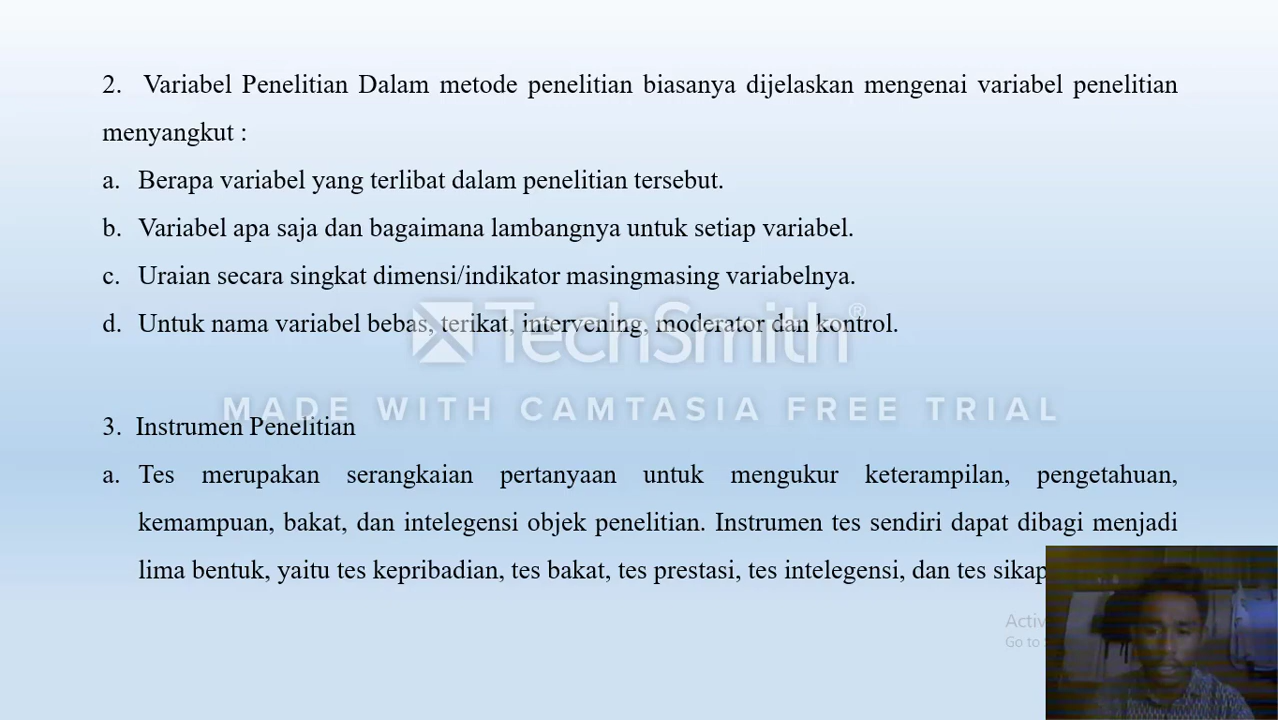 2. Variabel Penelitian Dalam metode penelitian biasanya dijelaskan mengenai variabel penelitian
menyangkut :
a. Berapa variabel yang terlibat dalam penelitian tersebut.
b. Variabel apa saja dan bagaimana lambangnya untuk setiap variabel.
c. Uraian secara singkat dimensi/indikator masingmasing variabelnya.
d. Untuk nama variabel bebas, terikat, intervening, moderator dan kontrol.
TechSmith®
MADE WITH CAMTASIA FREE TRIAL
3. Instrumen Penelitian
a. Tes merupakan serangkaian pertanyaan untuk mengukur keterampilan, pengetahuan,
kemampuan, bakat, dan intelegensi objek penelitian. Instrumen tes sendiri dapat dibagi menjadi
lima bentuk, yaitu tes kepribadian, tes bakat, tes prestasi, tes intelegensi, dan tes sikap
Go to